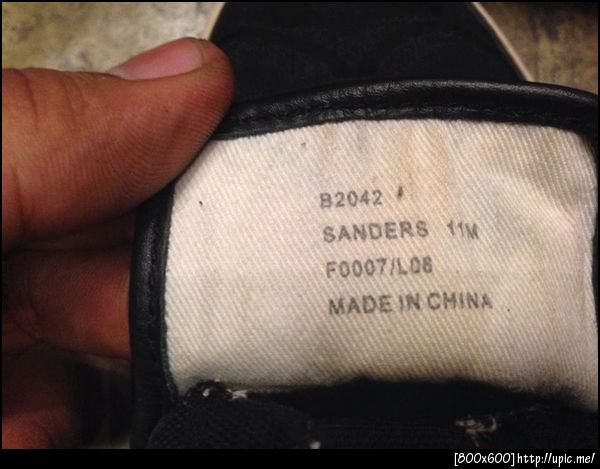 B2042
SANDERS 11M
F0007/L06
MADE IN CHINA
[800x600] http://upic.me/